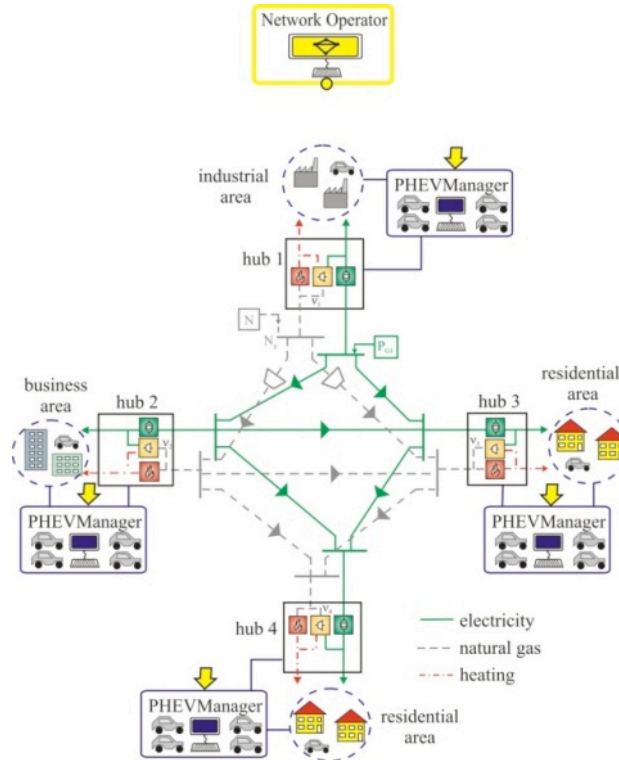 Network Operator
industrial
area
PHEVManager
hub 1
N
P
business
area
hub 2
hub 3
residential
area
PHEVManager
PHEVManager
hub 4
electricity
natural gas
heating
PHEVManager
residential
area